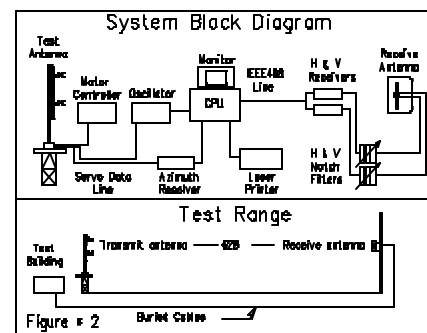 System Block Diagram
Test
Antenna
Motor
Controller
Oscillator
Monitor
CPU
IEEE488
Line
H & V
Receivers
Receive
Antenna
Servo Data
Line
Azimuth
Receiver
Laser
Printer
H & V
Notch
Filters
Test Range
Test
Building
Transmit antenna
Receive antenna
Buried Cables
Figure # 2